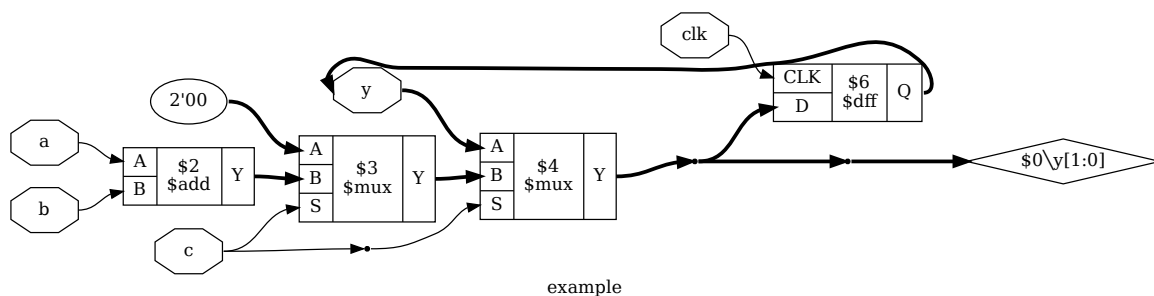 clk
CLK
D
$6
$dff
Q
y
2'00
a
b
A
B
$2
$add
Y
A
B
S
$3
$mux
Y
A
B
S
$4
$mux
Y
$0\y[1:0]
c
example